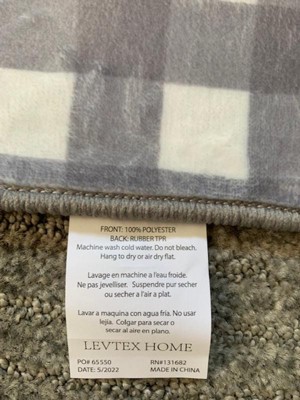 FRONT: 100% POLYESTER
BACK: RUBBER TPR
Machine wash cold water. Do not bleach.
Hang to dry or air dry flat.
Lavage en machine a l'eau froide.
Ne pas javelliser. Suspendre pur secher
ou secher a l'air a plat.
Lavar a maquina con agua fria. No usar
lejia. Colgar para secar o
secar al aire en plano.
LEVTEX HOME
PO# 65550 RN#131682
DATE: 5/2022 MADE IN CHINA